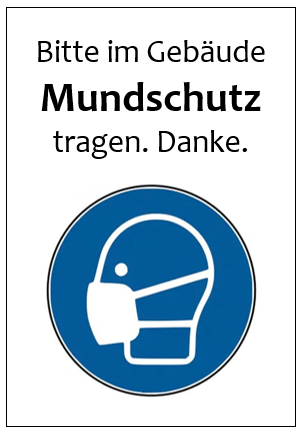 Bitte im Gebäude
Mundschutz
tragen. Danke.